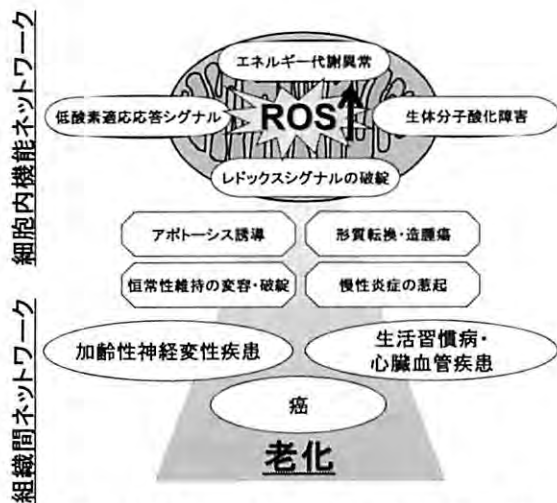 細胞内機能ネットワーク
エネルギー代謝異常
低酸素適応応答シグナル
ROS
生体分子酸化障害
レドックスシグナルの破綻
アポトーシス誘導
形質転換・造腫瘍
恒常性維持の変容・破綻
慢性炎症の惹起
組織間ネットワーク
加齢性神経変性疾患
生活習慣病・
心臓血管疾患
癌
老化